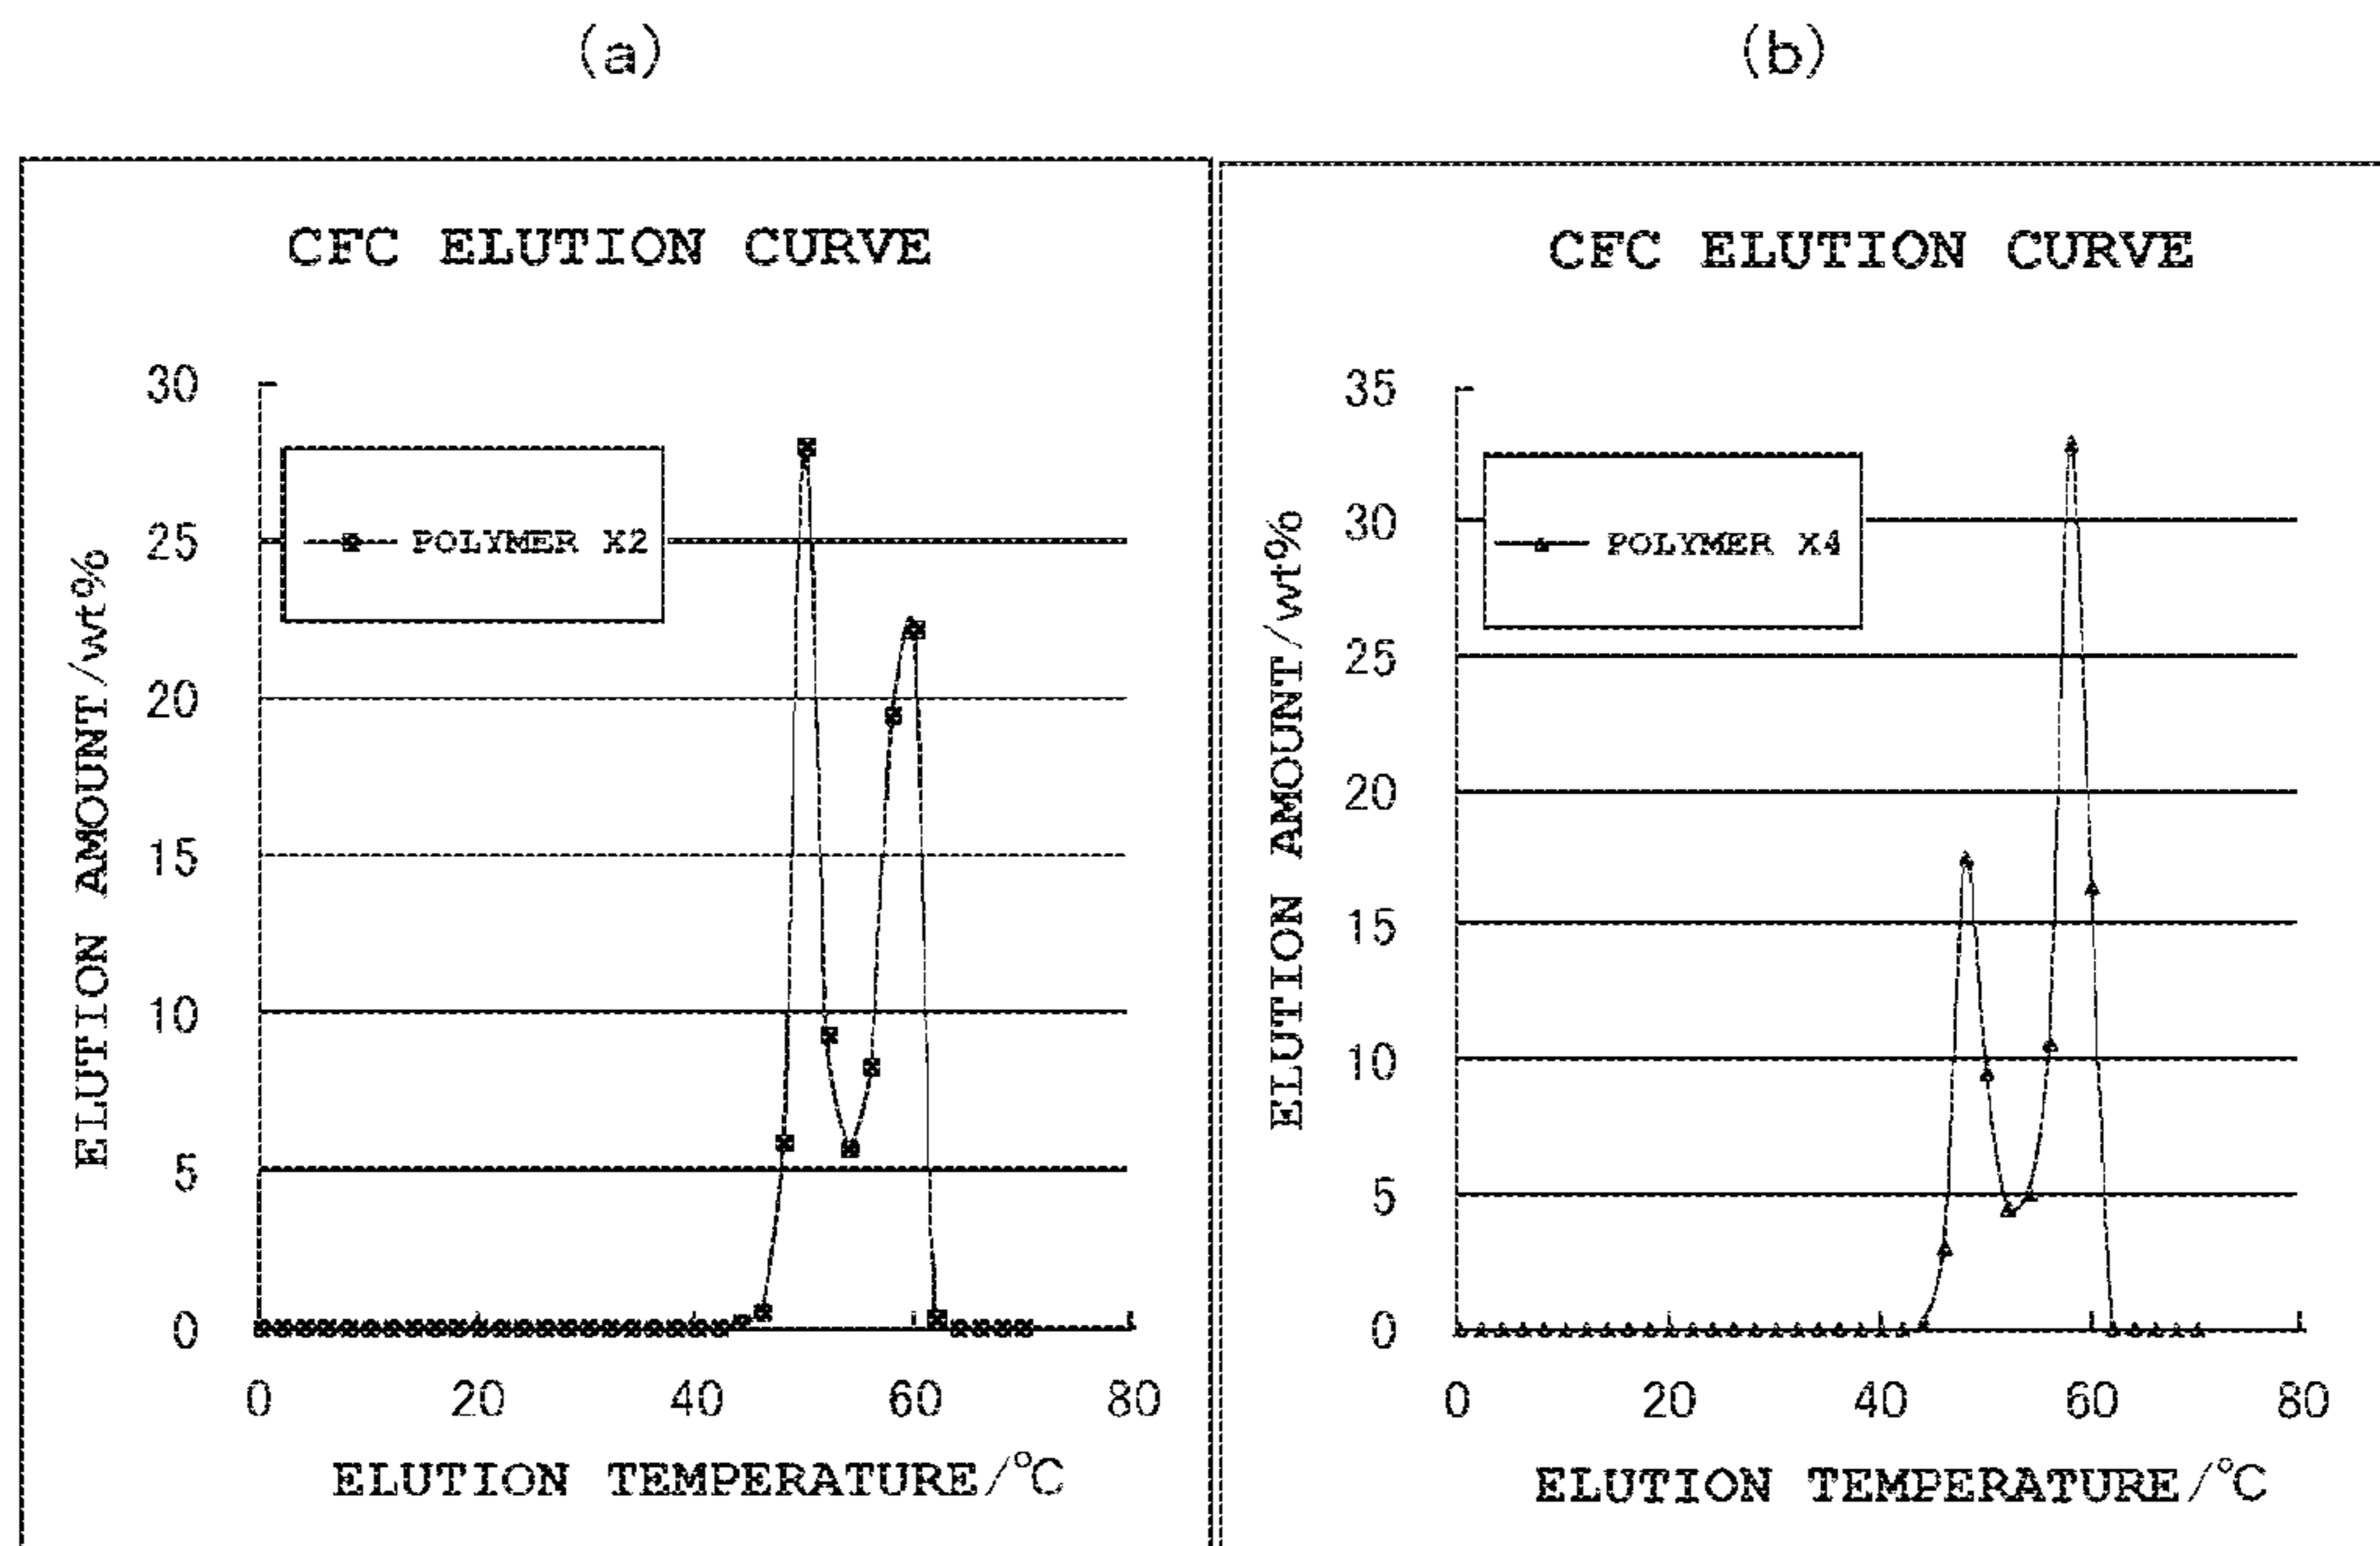 (a)
CFC ELUTION CURVE
30
25
20
15
10
5
0
POLYMER X2
ELUTION AMOUNT/wt%
0 20 40 60 80
ELUTION TEMPERATURE/°C
(b)
CFC ELUTION CURVE
35
30
25
20
15
10
5
0
POLYMER X4
ELUTION AMOUNT/wt%
0 20 40 60 80
ELUTION TEMPERATURE/°C